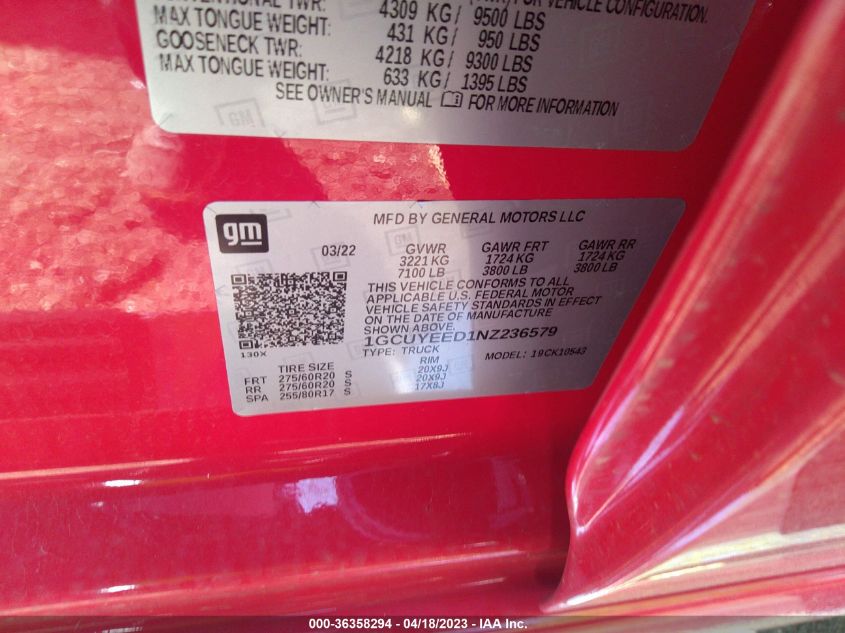 4309 KG/ 9500 LBS
MAX TONGUE WEIGHT: 431 KG/ 950 LBS
GOOSENECK TWR: 4218 KG/ 9300 LBS
MAX TONGUE WEIGHT: 633 KG/ 1395 LBS
SEE OWNER'S MANUAL FOR MORE INFORMATION
gm
MFD BY GENERAL MOTORS LLC
03/22 GVWR GAWR FRT GAWR RR
3221 KG 1724 KG 1724 KG
7100 LB 3800 LB 3800 LB
THIS VEHICLE CONFORMS TO ALL
APPLICABLE U.S. FEDERAL MOTOR
VEHICLE SAFETY STANDARDS IN EFFECT
ON THE DATE OF MANUFACTURE
SHOWN ABOVE.
1GCUYEED1NZ236579
130X
TYPE: TRUCK MODEL: 19CK10543
TIRE SIZE RIM
FRT 275/60R20 S 20X9J
RR 275/60R20 S 20X9J
SPA 255/80R17 S 17X8J
000-36358294 - 04/18/2023 - IAA Inc.